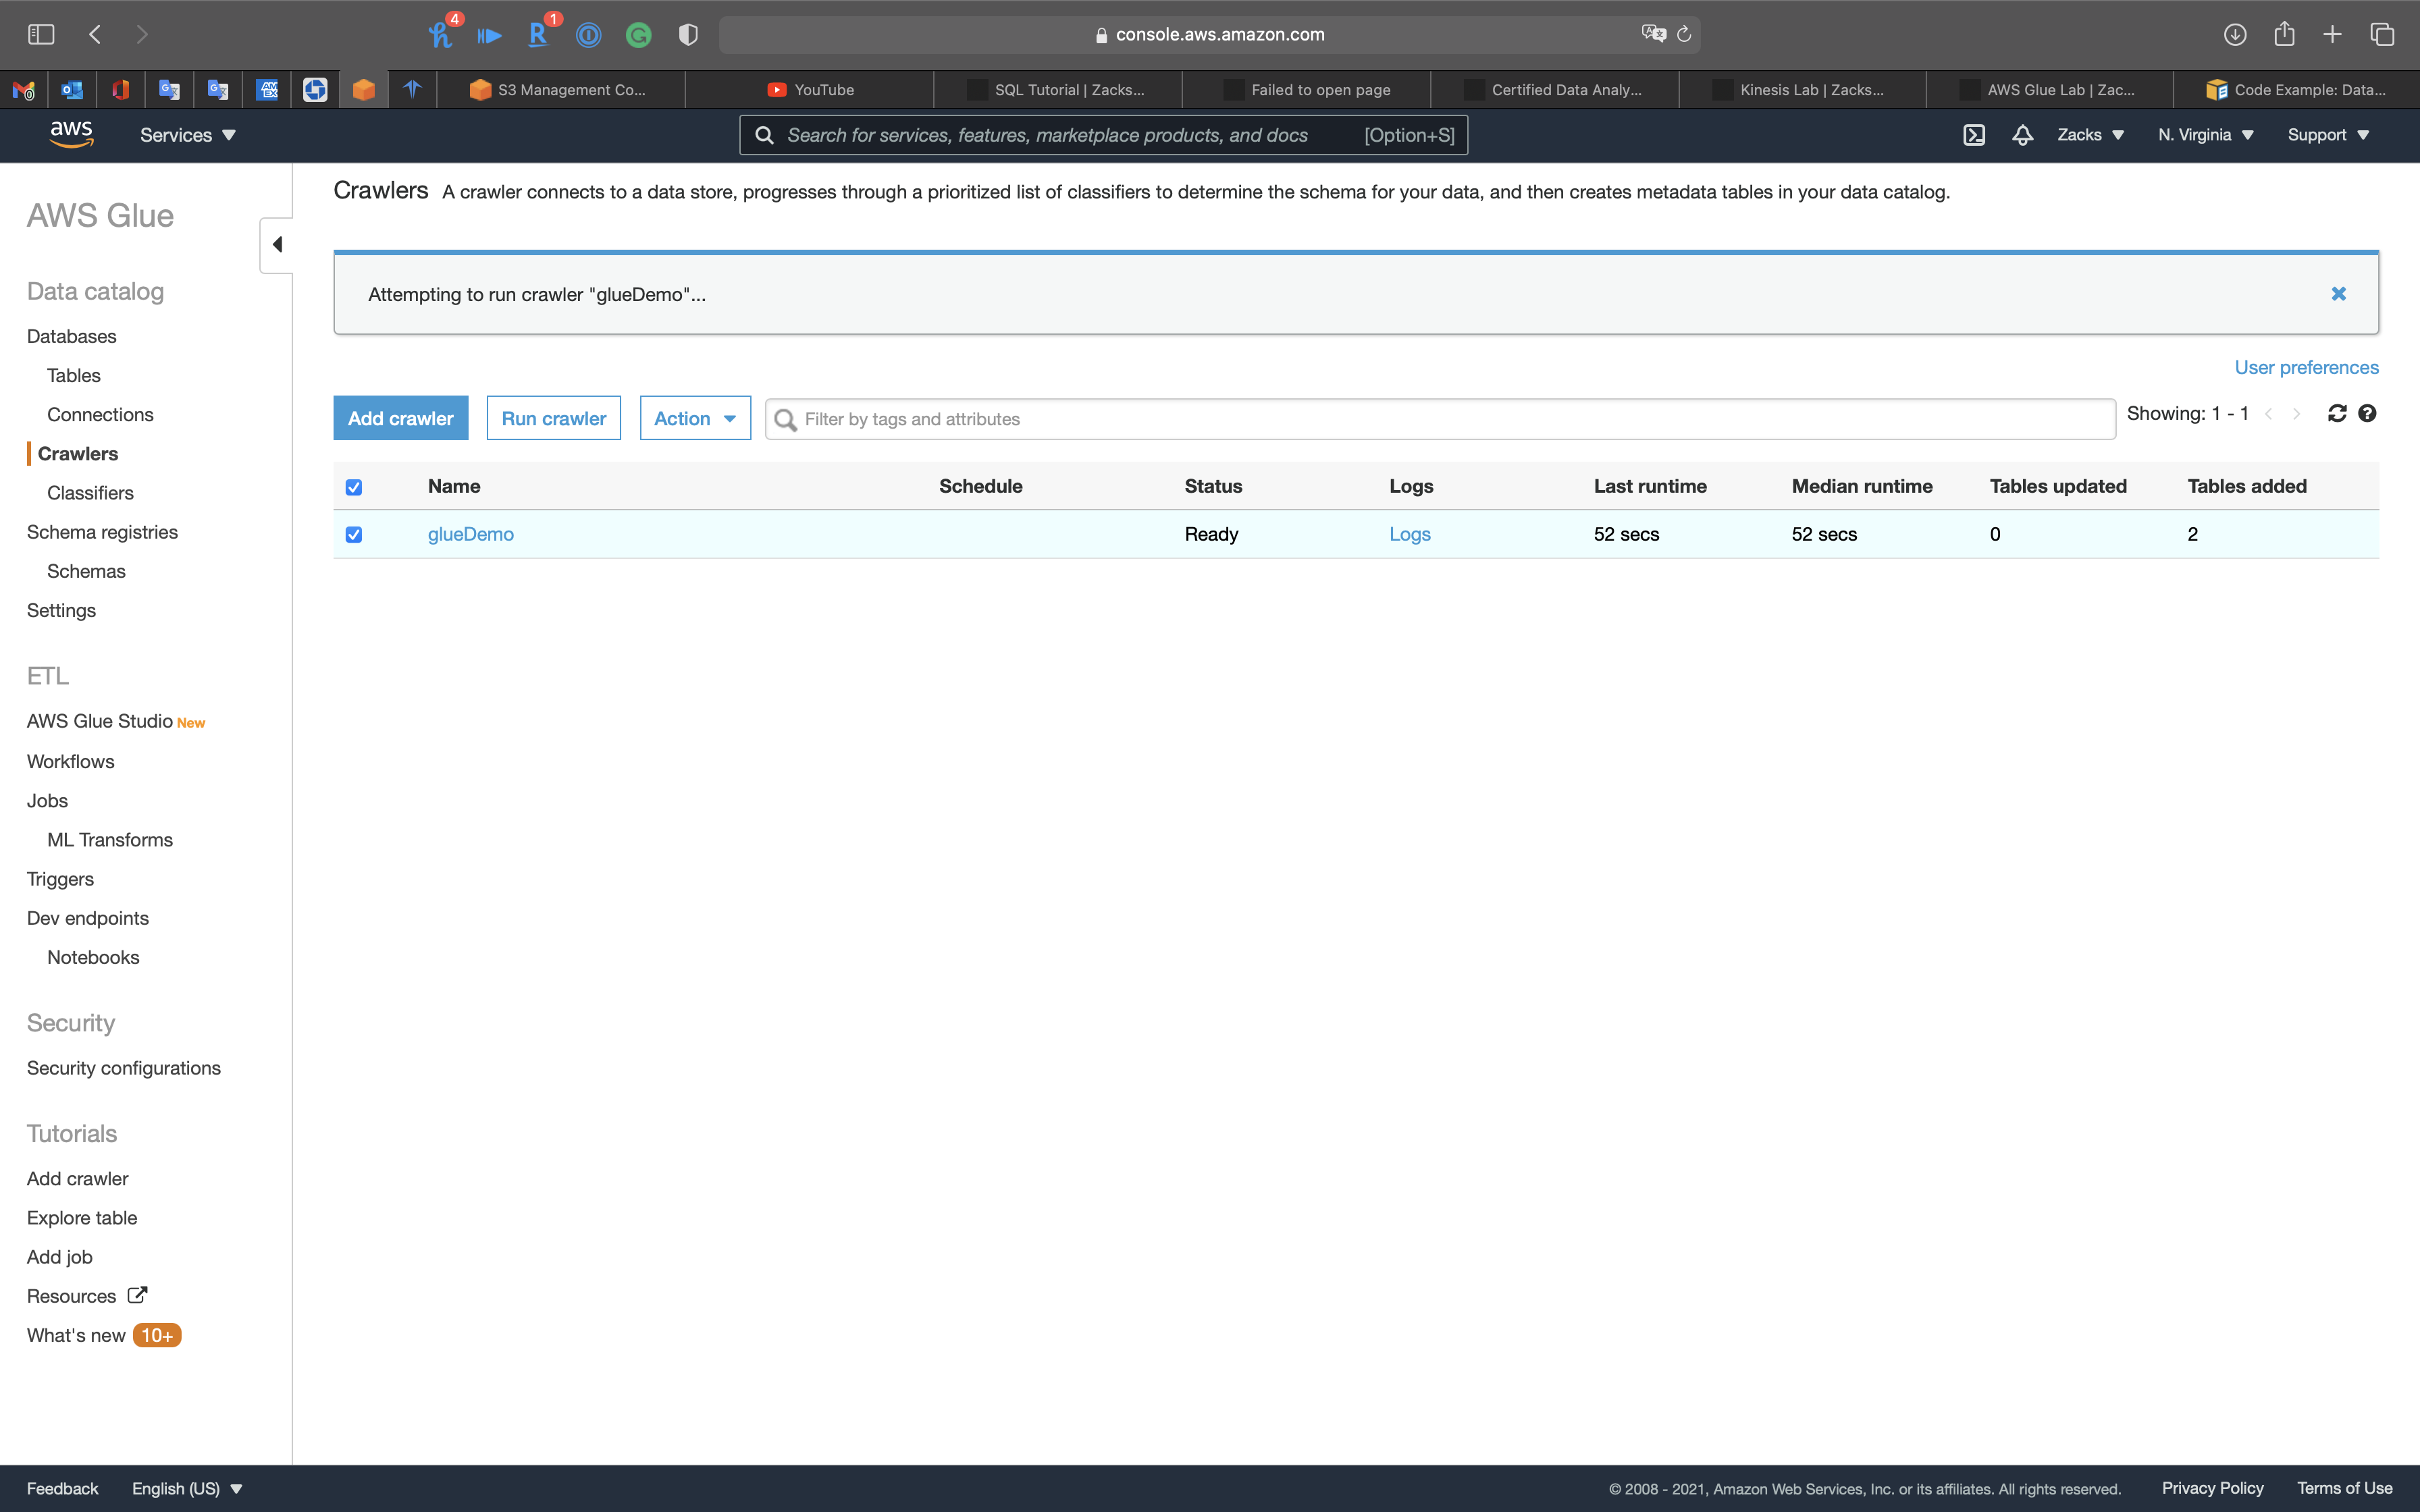 4
1
console.aws.amazon.com
0
S3 Management Co...
YouTube
SQL Tutorial | Zacks...
Failed to open page
Certified Data Analy...
Kinesis Lab | Zacks...
AWS Glue Lab | Zac...
Code Example: Data...
aws
Services
Search for services, features, marketplace products, and docs [Option+S]
Zacks
N. Virginia
Support
AWS Glue
Data catalog
Databases
Tables
Connections
Crawlers
Classifiers
Schema registries
Schemas
Settings
ETL
AWS Glue Studio New
Workflows
Jobs
ML Transforms
Triggers
Dev endpoints
Notebooks
Security
Security configurations
Tutorials
Add crawler
Explore table
Add job
Resources
What's new 10+
Crawlers A crawler connects to a data store, progresses through a prioritized list of classifiers to determine the schema for your data, and then creates metadata tables in your data catalog.
Attempting to run crawler "glueDemo"...
User preferences
Add crawler
Run crawler
Action
Filter by tags and attributes
Showing: 1 - 1
Name Schedule Status Logs Last runtime Median runtime Tables updated Tables added
glueDemo Ready Logs 52 secs 52 secs 0 2
Feedback
English (US)
© 2008 - 2021, Amazon Web Services, Inc. or its affiliates. All rights reserved.
Privacy Policy
Terms of Use